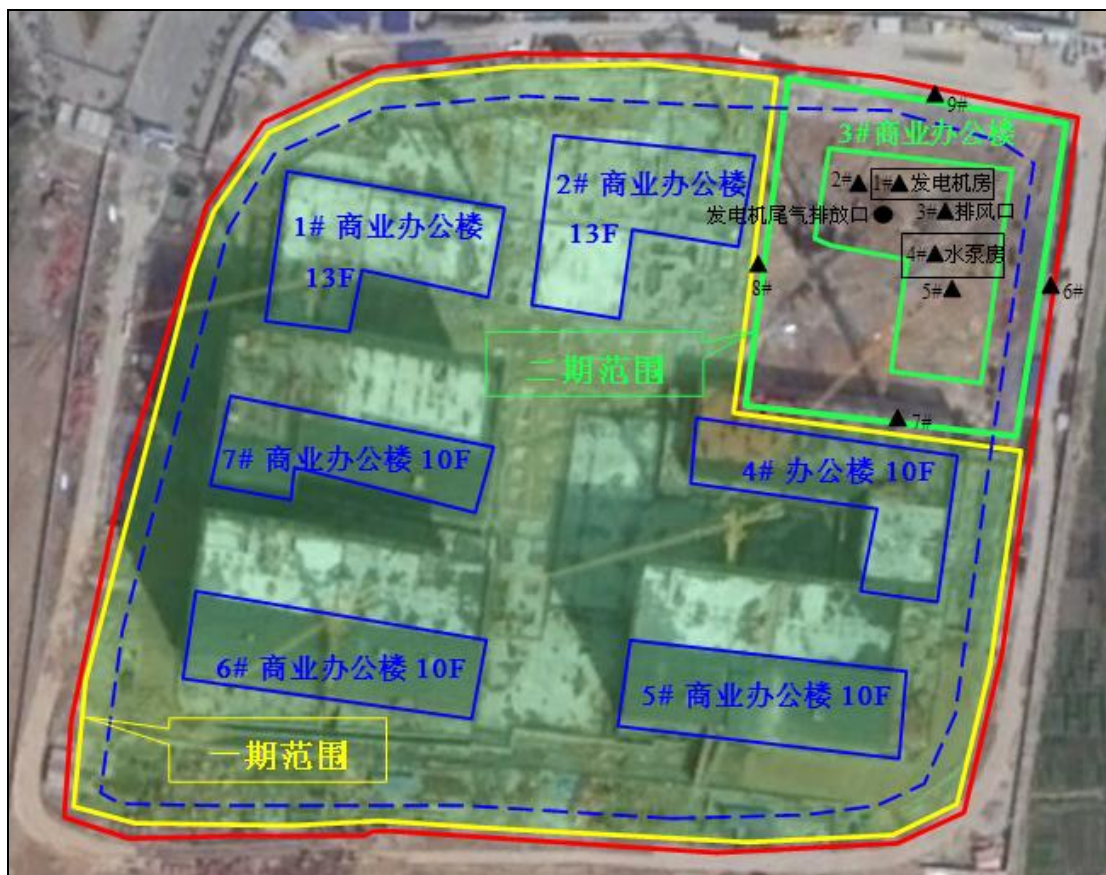 9#
3#商业办公楼
2#
1#
发电机房
发电机尾气排放口
3#
排风口
4#
水泵房
5#
6#
8#
7#
2# 商业办公楼
13F
1# 商业办公楼
13F
二期范围
7# 商业办公楼 10F
4# 办公楼 10F
6# 商业办公楼 10F
5# 商业办公楼 10F
一期范围